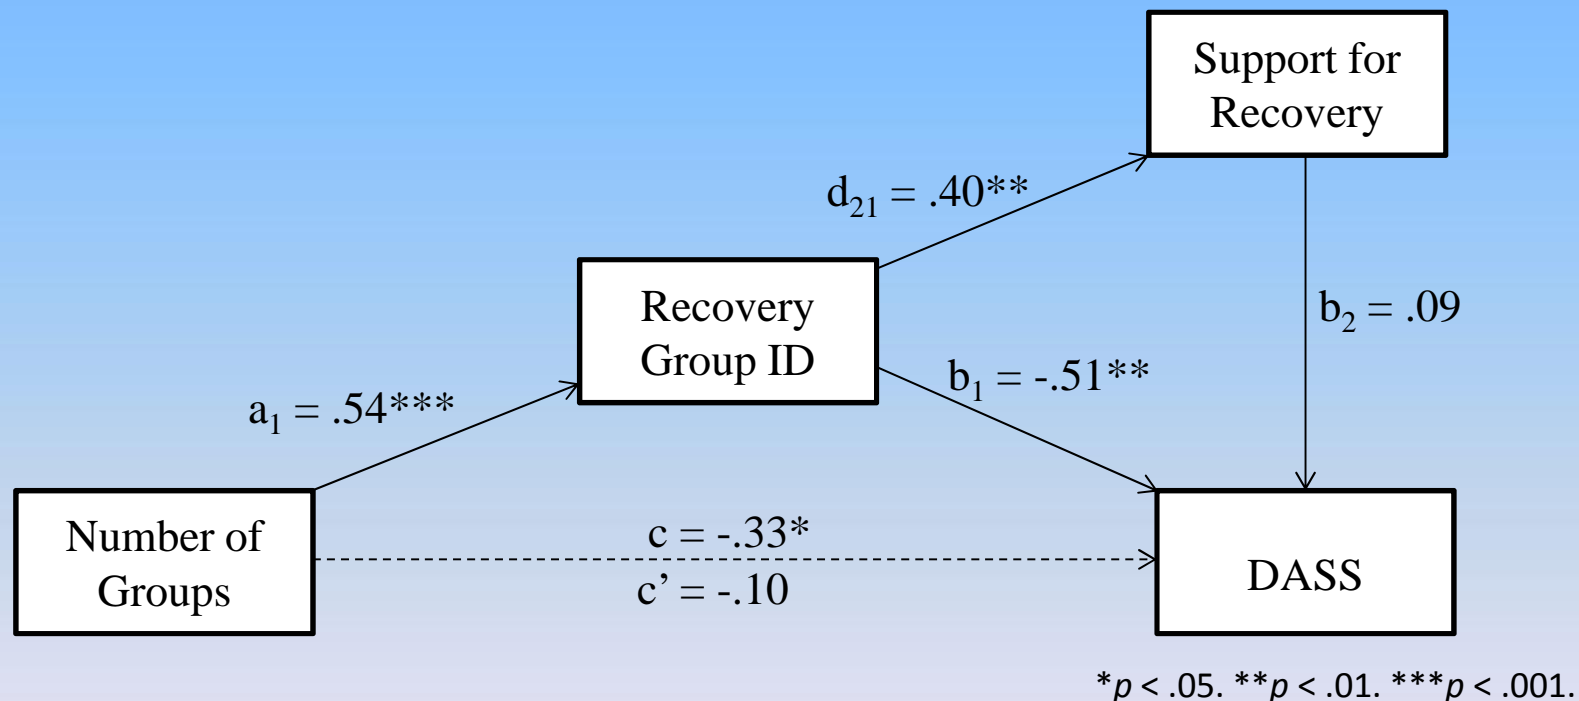 Support for
Recovery
d₂₁ = .40**
Recovery
Group ID
b₂ = .09
a₁ = .54***
b₁ = -.51**
Number of
Groups
c = -.33*
c’ = -.10
DASS
*p < .05. **p < .01. ***p < .001.